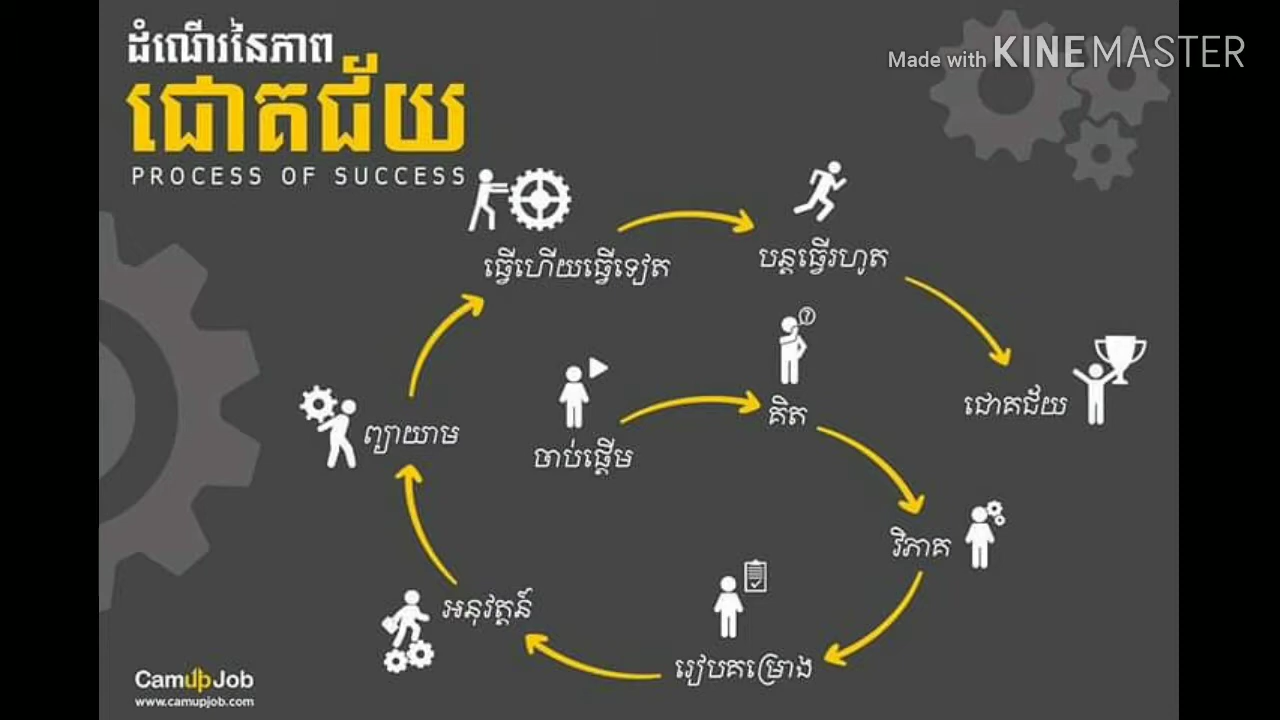 ដំណើរនៃភាព
ជោគជ័យ
PROCESS OF SUCCESS
Made with KINEMASTER
ធ្វើហើយធ្វើទៀត
បន្តធ្វើរហូត
ជោគជ័យ
ចាប់ផ្ដើម
គិត
វិភាគ
រៀបគម្រោង
អនុវត្តន៍
ព្យាយាម
CamupJob
www.camupjob.com